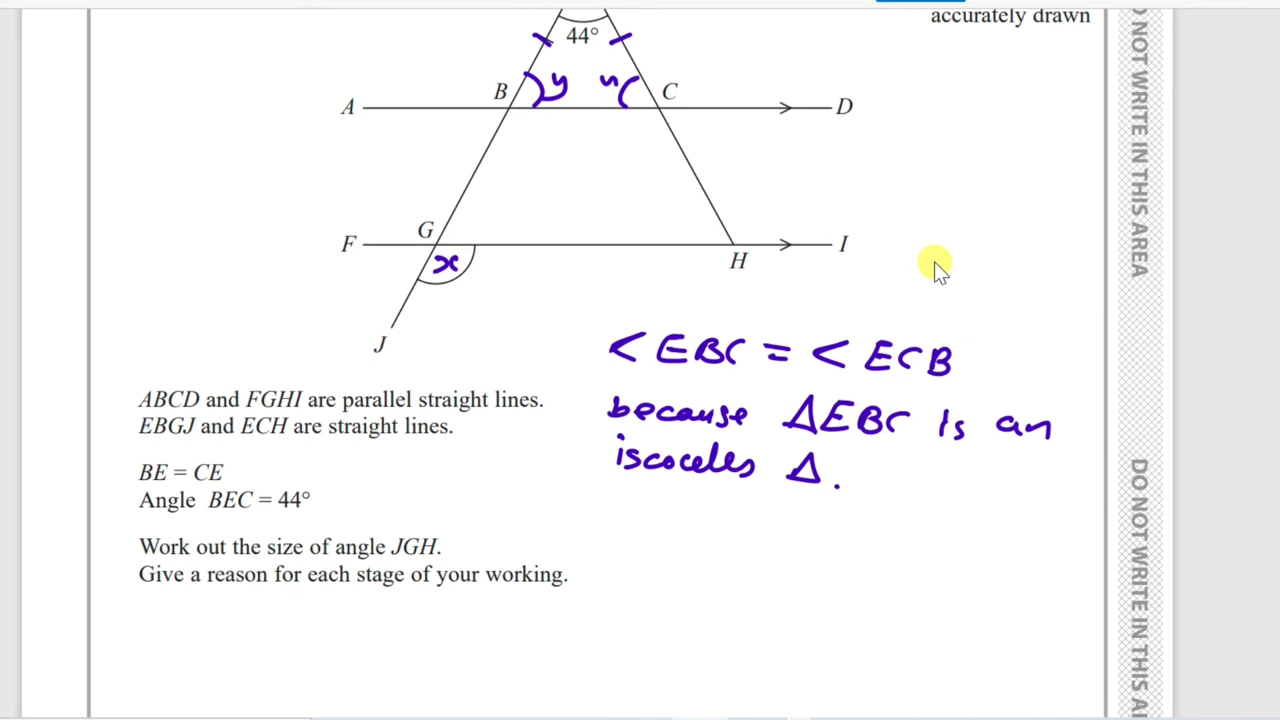 accurately drawn
44°
B y y C
A D
G
F I
x H
J
< EBC = < ECB
because ΔEBC is an
iscoceles Δ.
ABCD and FGHI are parallel straight lines.
EBGJ and ECH are straight lines.
BE = CE
Angle BEC = 44°
Work out the size of angle JGH.
Give a reason for each stage of your working.
O NOT WRITE IN THIS AREA
DO NOT WRITE IN THIS A